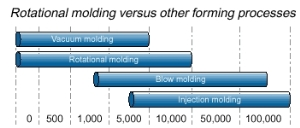 Rotational molding versus other forming processes
Vacuum molding
Rotational molding
Blow molding
Injection molding
0 500 1,000 5,000 10,000 50,000 100,000